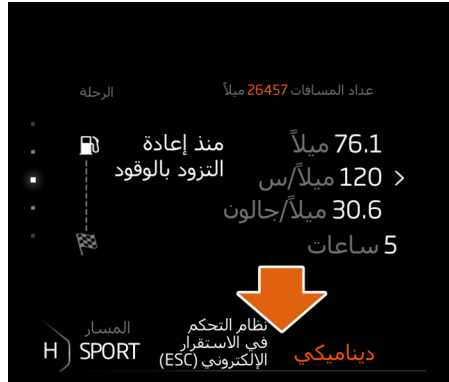 عداد المسافات 26457 ميلاً
الرحلة
76.1 ميلاً
120 ميلاً/س >
30.6 ميلاً/جالون
5 ساعات
منذ إعادة
التزود بالوقود
ديناميكي
نظام التحكم
في الاستقرار
الإلكتروني (ESC)
المسار
SPORT
H